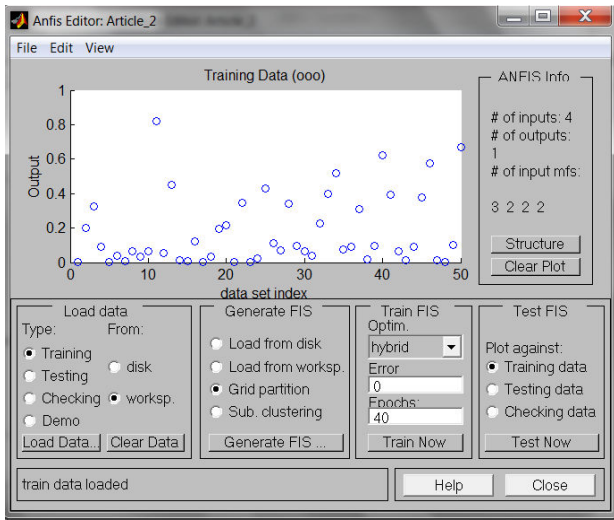 Anfis Editor: Article_2
File Edit View
Training Data (ooo)
Output
1
0.8
0.6
0.4
0.2
0
0 10 20 30 40 50
data set index
ANFIS Info
# of inputs: 4
# of outputs:
1
# of input mfs:
3 2 2 2
Structure
Clear Plot
Load data
Type: From:
Training
Testing
Checking
Demo
disk
worksp.
Load Data... Clear Data
Generate FIS
Load from disk
Load from worksp.
Grid partition
Sub. clustering
Generate FIS ...
Train FIS
Optim.
hybrid
Error
0
Epochs:
40
Train Now
Test FIS
Plot against:
Training data
Testing data
Checking data
Test Now
train data loaded
Help Close